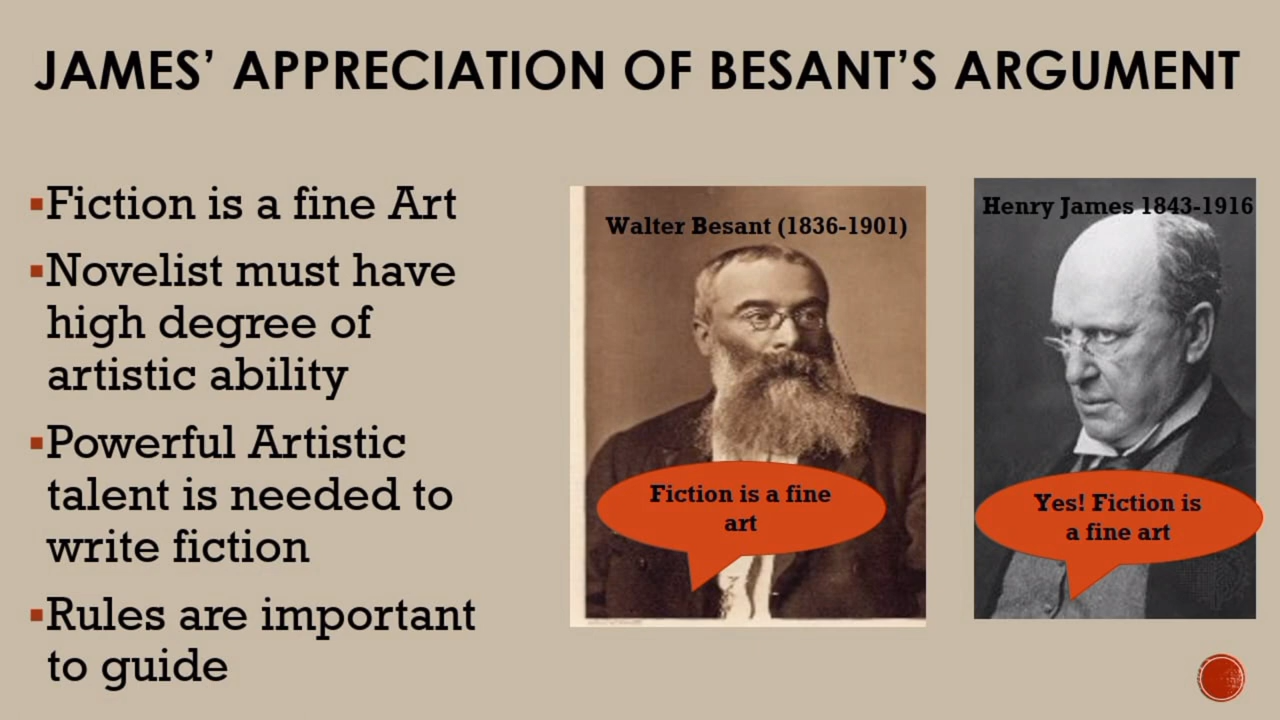 JAMES’ APPRECIATION OF BESANT’S ARGUMENT
▪Fiction is a fine Art
▪Novelist must have
high degree of
artistic ability
▪Powerful Artistic
talent is needed to
write fiction
▪Rules are important
to guide
Walter Besant (1836-1901)
Fiction is a fine
art
Henry James 1843-1916
Yes! Fiction is
a fine art